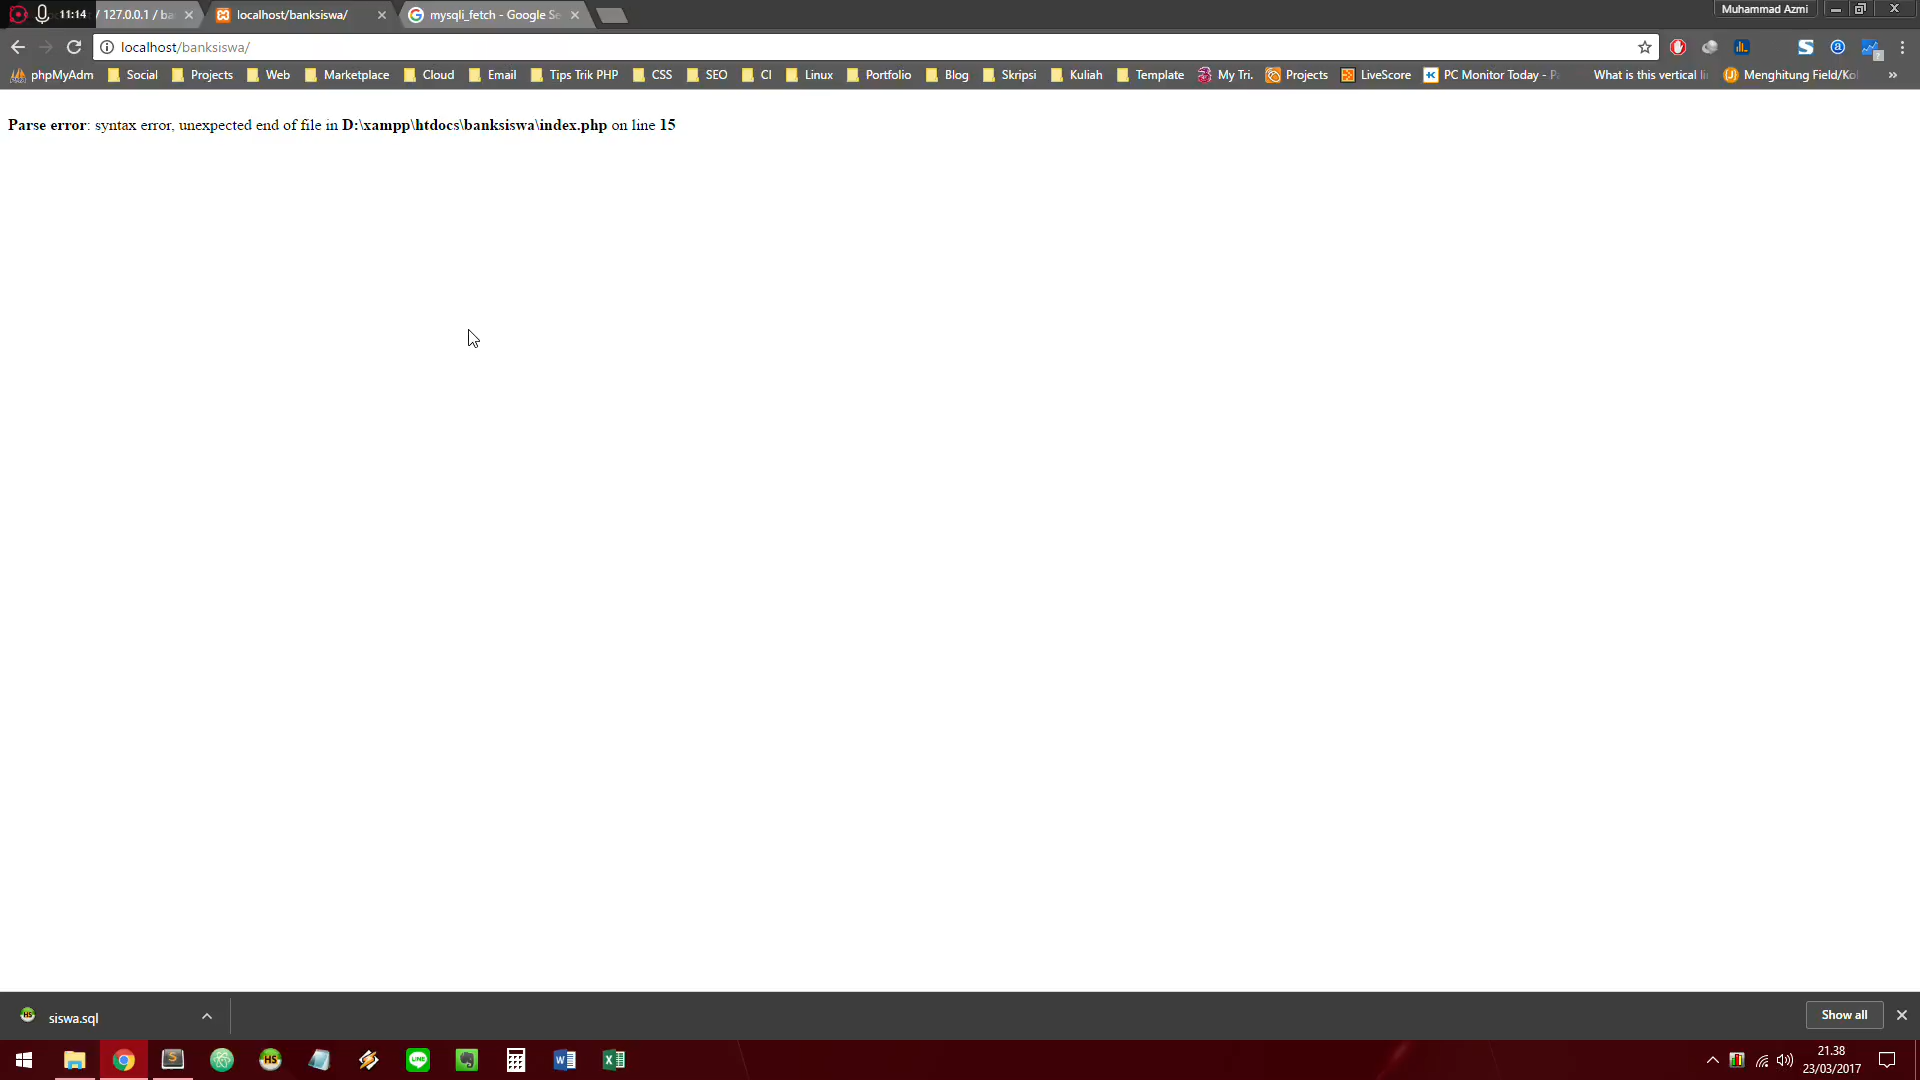 11:14
/ 127.0.0.1 / ba
localhost/banksiswa/
mysqli_fetch - Google Se
Muhammad Azmi
localhost/banksiswa/
phpMyAdm
Social
Projects
Web
Marketplace
Cloud
Email
Tips Trik PHP
CSS
SEO
CI
Linux
Portfolio
Blog
Skripsi
Kuliah
Template
My Tri.
Projects
LiveScore
PC Monitor Today - Pa
What is this vertical li
Menghitung Field/Kol
»
Parse error: syntax error, unexpected end of file in D:\xampp\htdocs\banksiswa\index.php on line 15
siswa.sql
Show all
21.38
23/03/2017